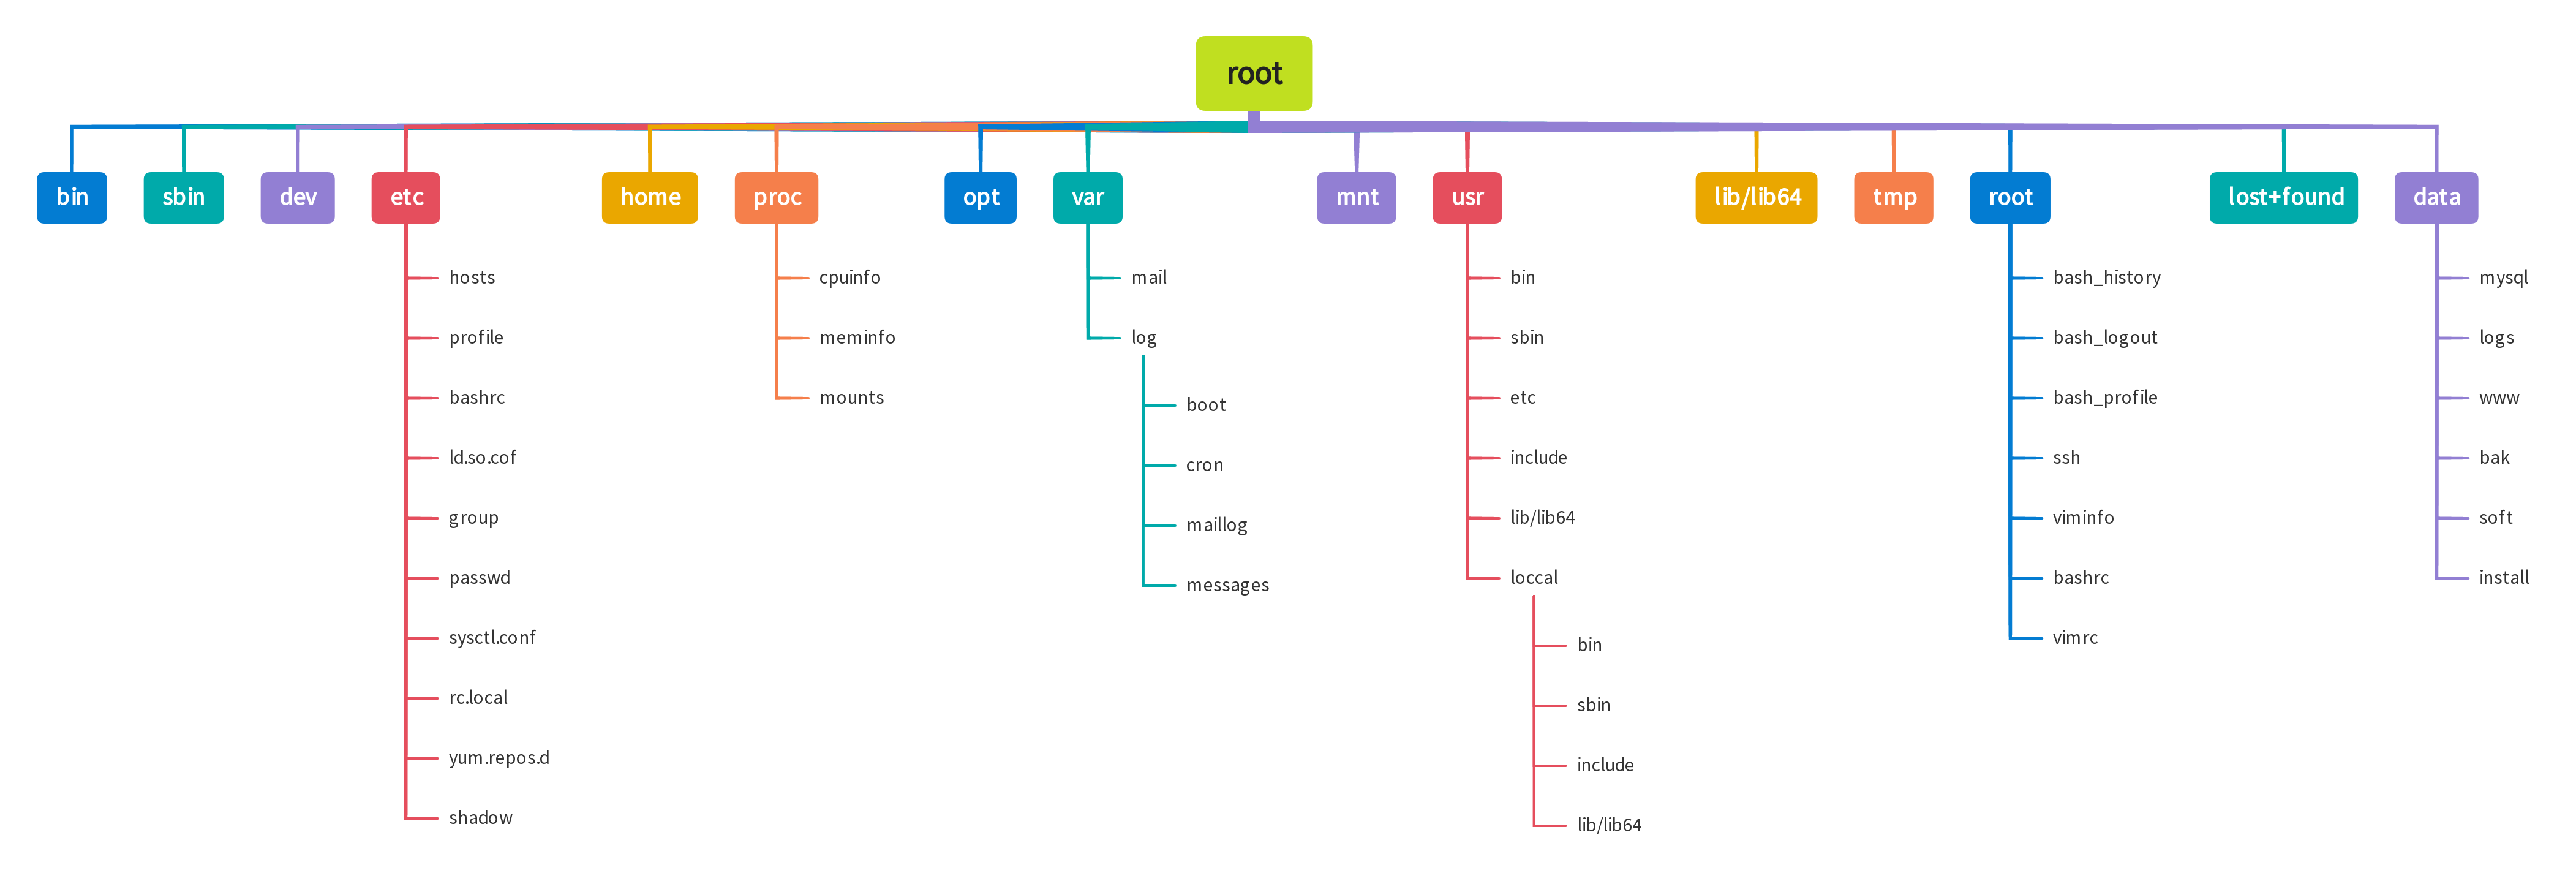 root
bin
sbin
dev
etc
hosts
profile
bashrc
ld.so.cof
group
passwd
sysctl.conf
rc.local
yum.repos.d
shadow
home
proc
cpuinfo
meminfo
mounts
opt
var
mail
log
boot
cron
maillog
messages
mnt
usr
bin
sbin
etc
include
lib/lib64
loccal
bin
sbin
include
lib/lib64
lib/lib64
tmp
root
bash_history
bash_logout
bash_profile
ssh
viminfo
bashrc
vimrc
lost+found
data
mysql
logs
www
bak
soft
install